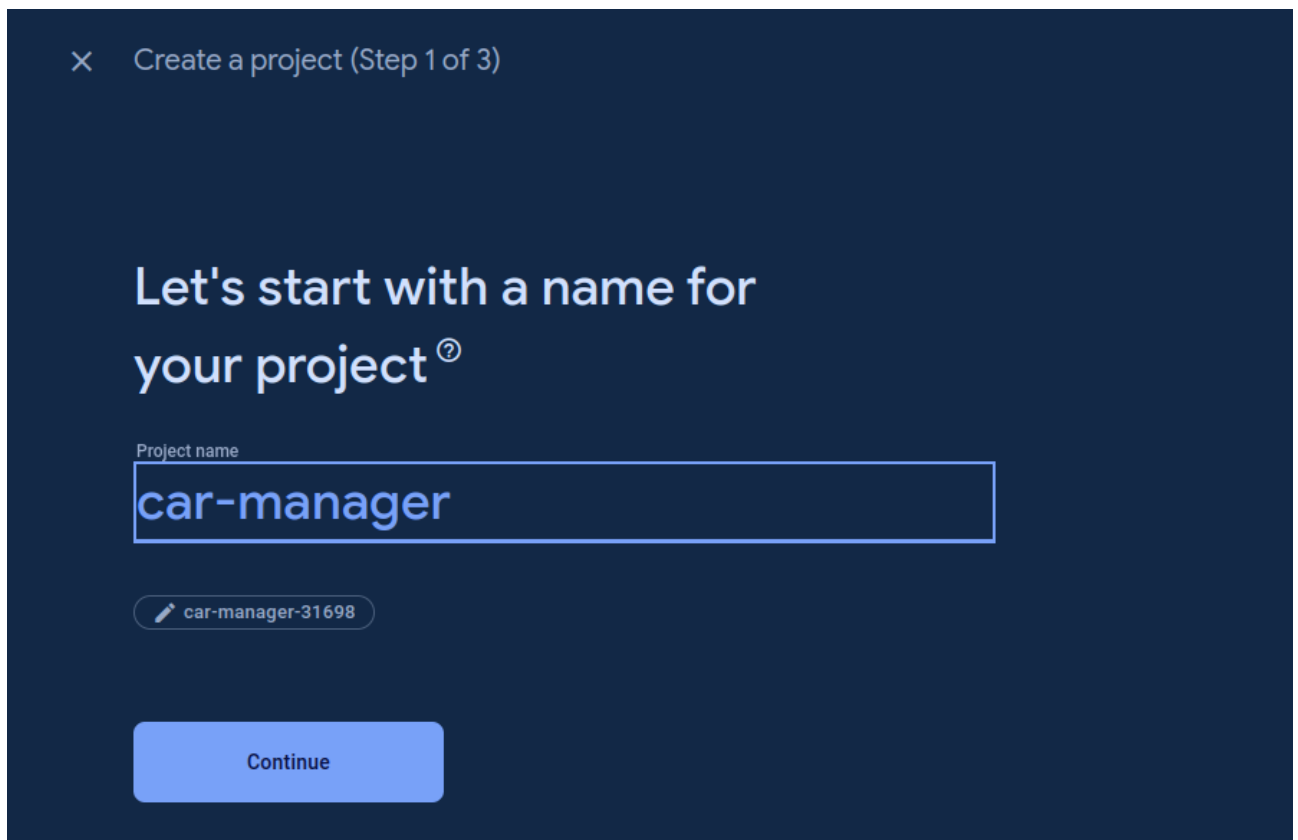 Create a project (Step 1 of 3)
Let's start with a name for
your project
Project name
car-manager
car-manager-31698
Continue